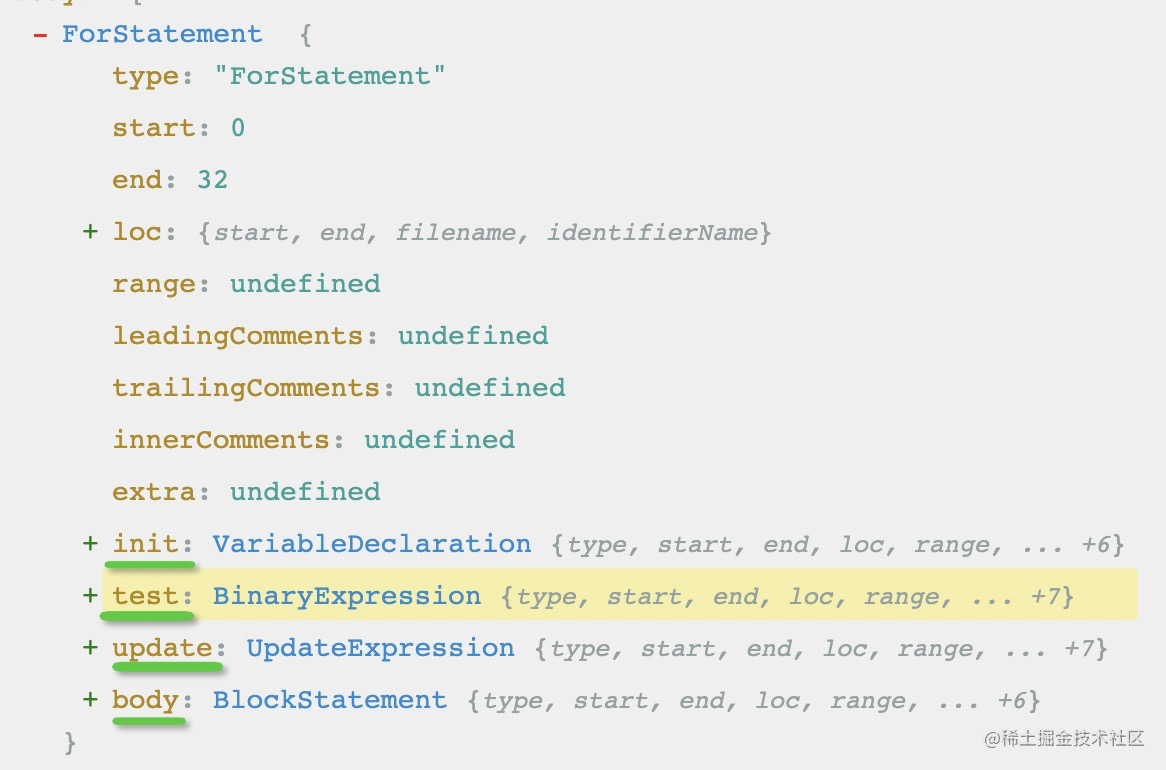 - ForStatement {
type: "ForStatement"
start: 0
end: 32
+ loc: {start, end, filename, identifierName}
range: undefined
leadingComments: undefined
trailingComments: undefined
innerComments: undefined
extra: undefined
+ init: VariableDeclaration {type, start, end, loc, range, ... +6}
+ test: BinaryExpression {type, start, end, loc, range, ... +7}
+ update: UpdateExpression {type, start, end, loc, range, ... +7}
+ body: BlockStatement {type, start, end, loc, range, ... +6}
}
@稀土掘金技术社区